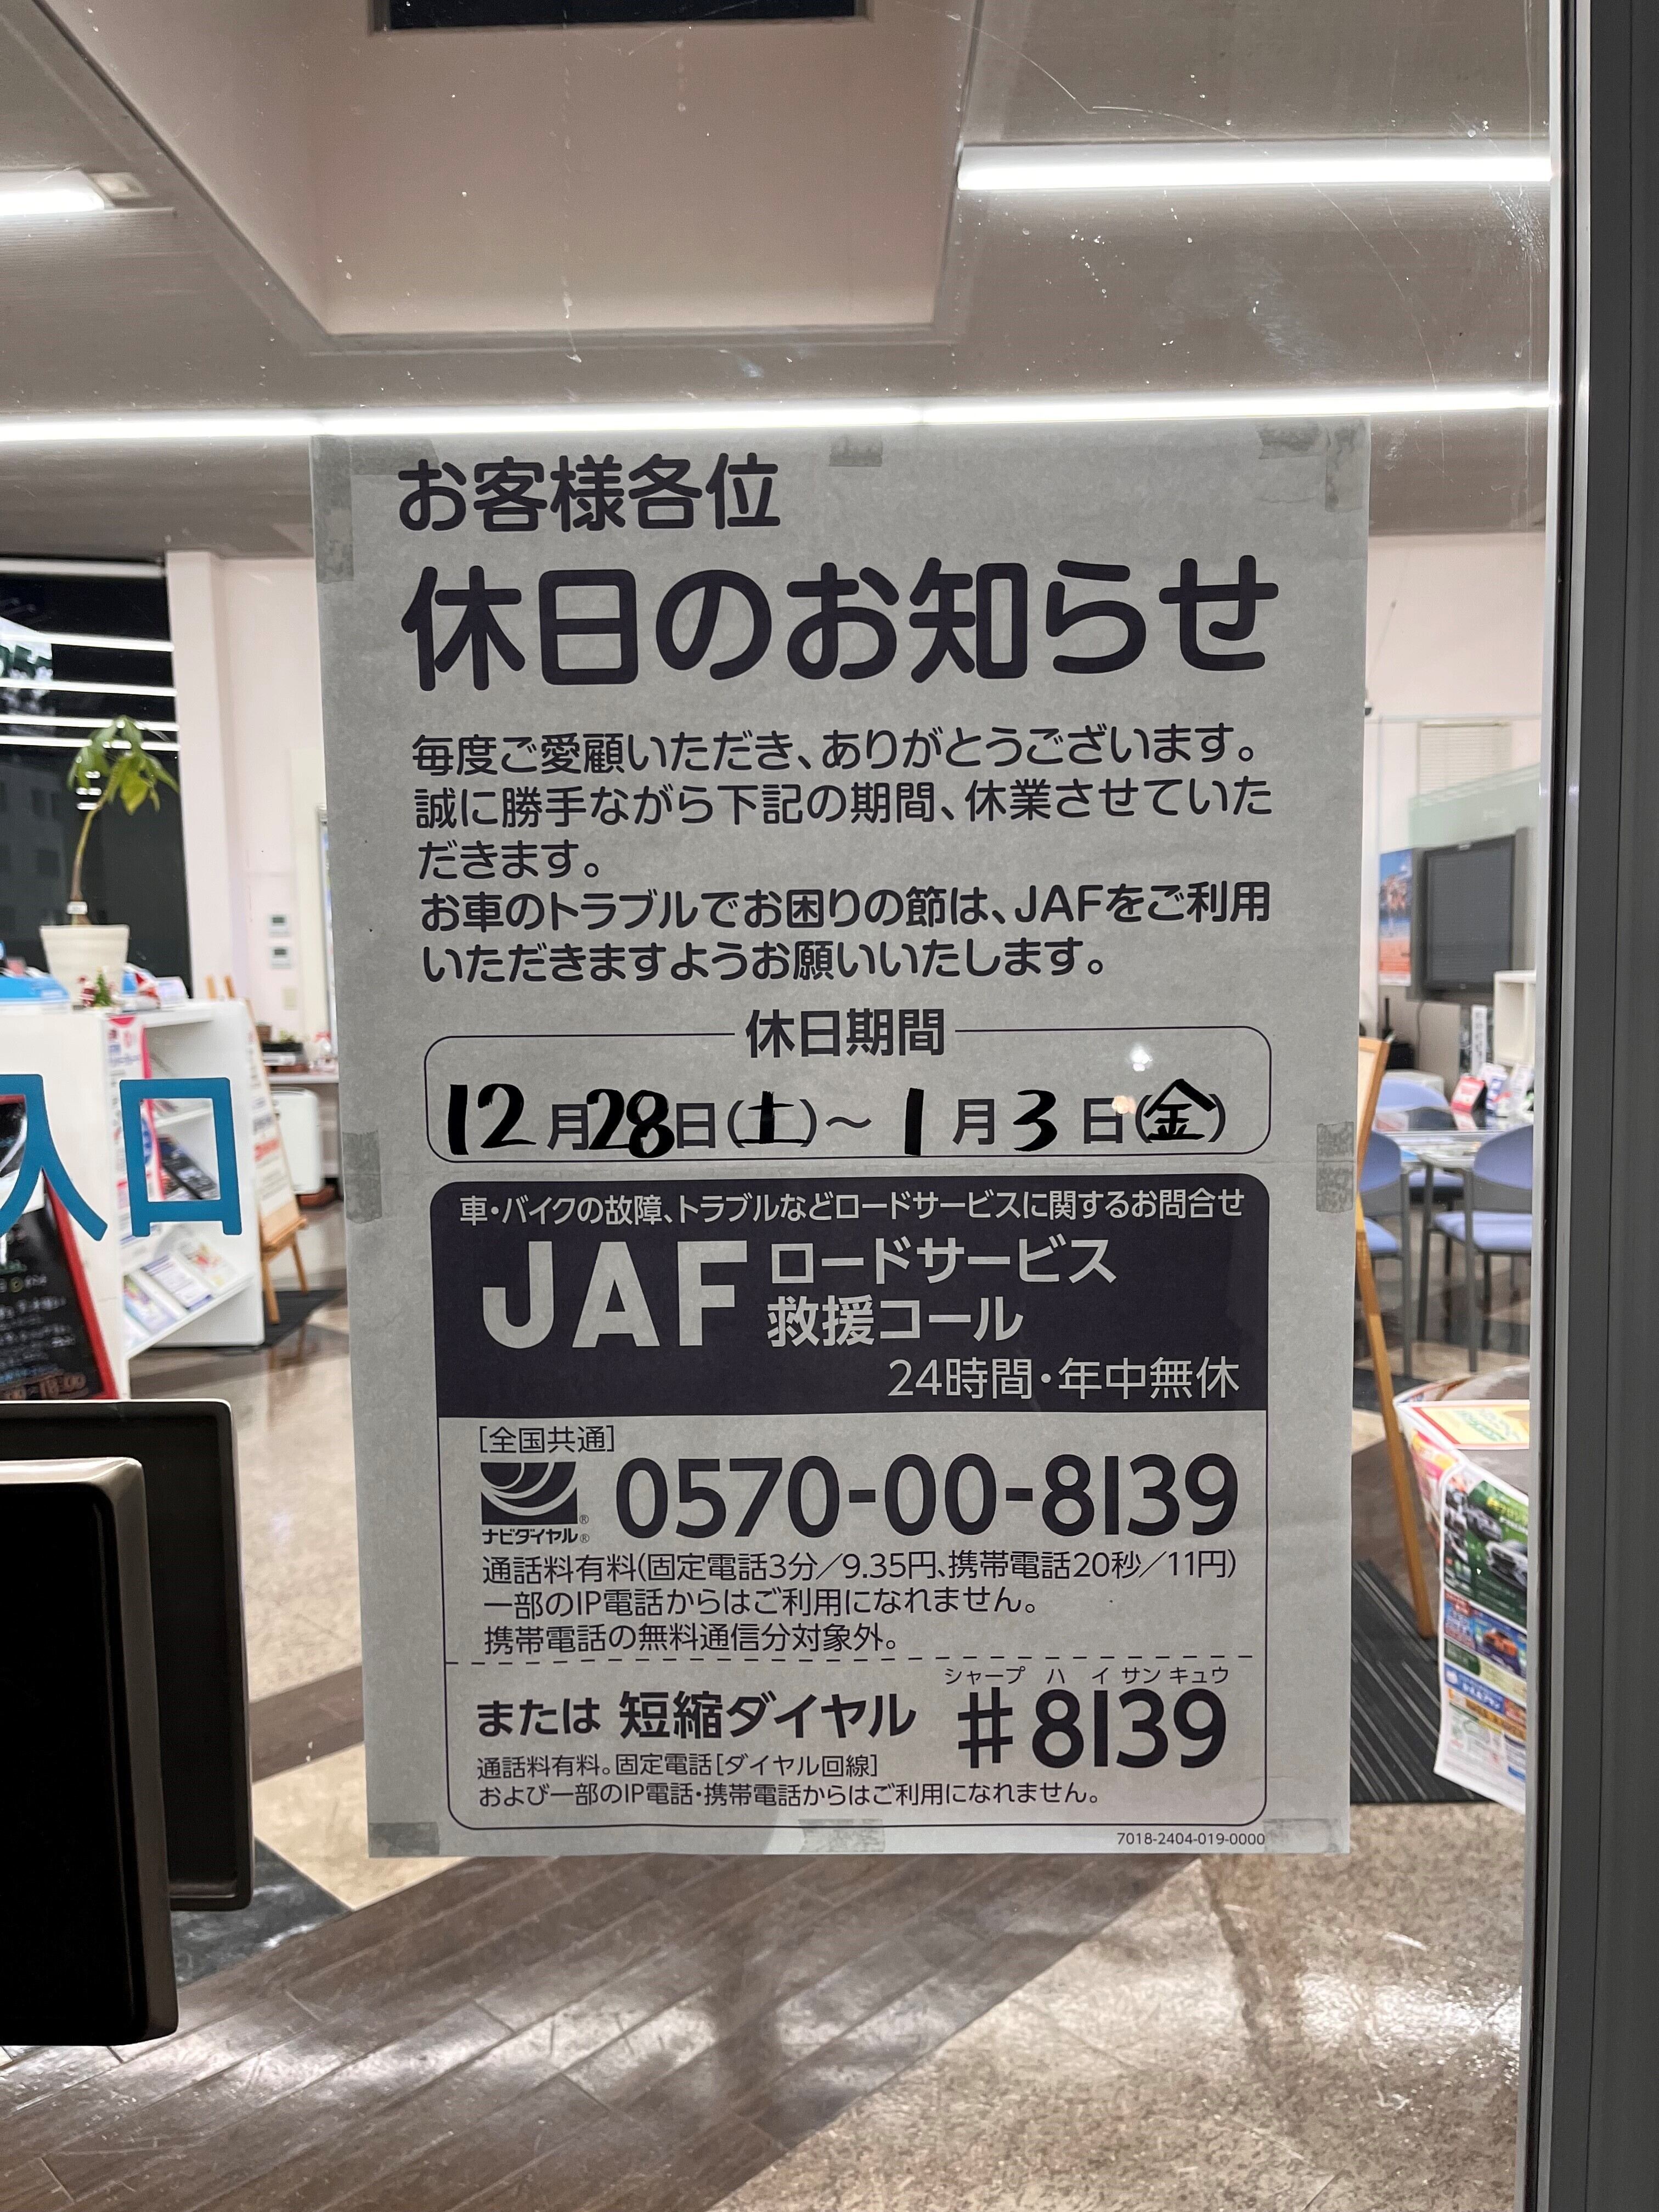 お客様各位
休日のお知らせ
毎度ご愛顧いただき、ありがとうございます。
誠に勝手ながら下記の期間、休業させていた
だきます。
お車のトラブルでお困りの節は、JAFをご利用
いただきますようお願いいたします。
休日期間
12月28日(土)～1月3日(金)
車・バイクの故障、トラブルなどロードサービスに関するお問合せ
JAF ロードサービス
救援コール
24時間・年中無休
[全国共通]
ナビダイヤル® 0570-00-8139
通話料有料(固定電話3分／9.35円、携帯電話20秒／11円)
一部のIP電話からはご利用になれません。
携帯電話の無料通信分対象外。
シャープ ハ イ サン キュウ
または 短縮ダイヤル #8139
通話料有料。固定電話[ダイヤル回線]
および一部のIP電話・携帯電話からはご利用になれません。
7018-2404-019-0000
入口